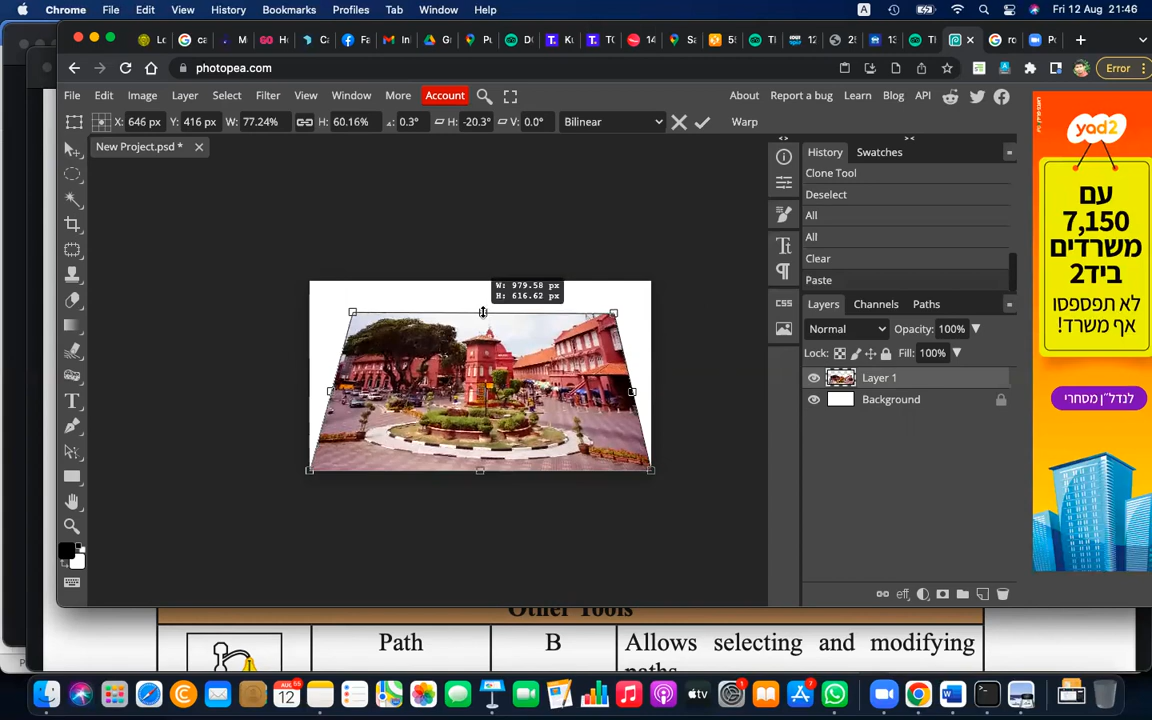 Chrome File Edit View History Bookmarks Profiles Tab Window Help A Fri 12 Aug 21:46
photopea.com Error
File Edit Image Layer Select Filter View Window More Account About Report a bug Learn Blog API
X: 646 px Y: 416 px W: 77.24% H: 60.16% 0.3° H: -20.3° V: 0.0° Bilinear Warp
New Project.psd *
W: 979.58 px
H: 616.62 px
History Swatches
Clone Tool
Deselect
All
All
Clear
Paste
CSS
Layers Channels Paths
Normal Opacity: 100%
Lock: Fill: 100%
Layer 1
Background
eff
yad2
עם
7,150
משרדים
ביד2
לא תפספסו
אף משרד!
לנדל"ן מסחרי
Other Tools
Path B Allows selecting and modifying
paths